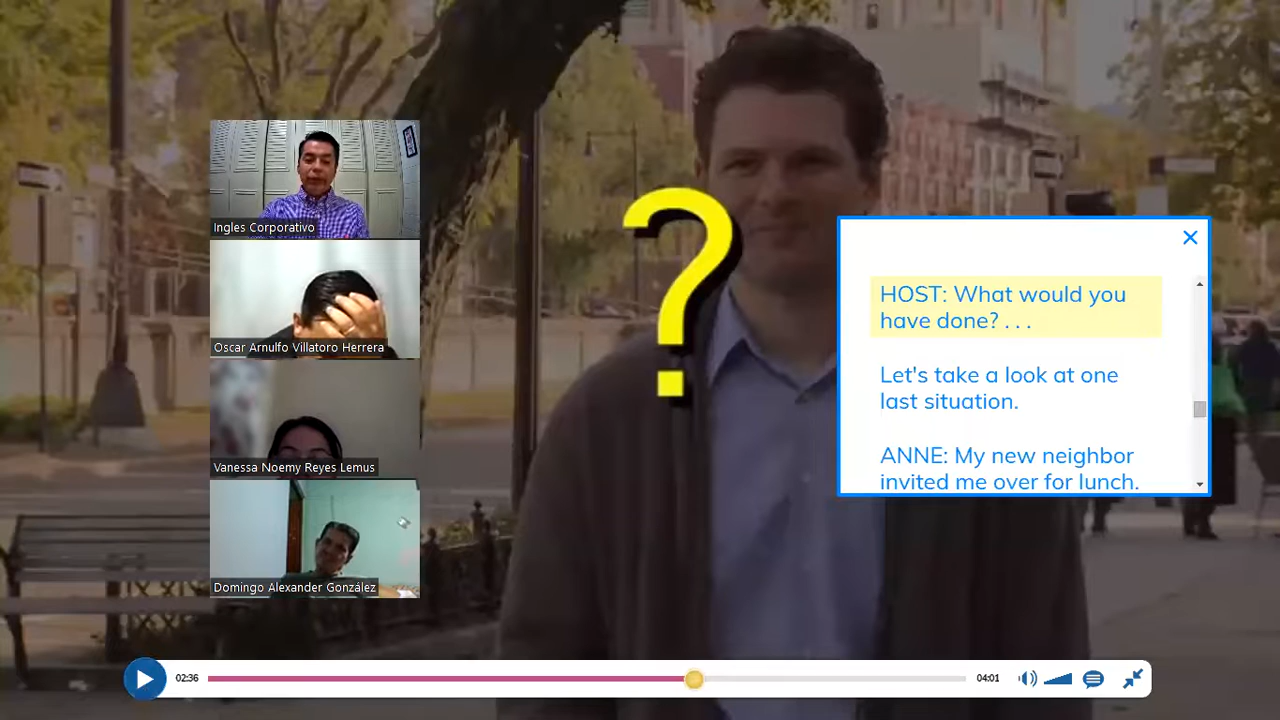 Ingles Corporativo
Oscar Arnulfo Villatoro Herrera
Vanessa Noemy Reyes Lemus
Domingo Alexander González
?
HOST: What would you
have done? . . .
Let's take a look at one
last situation.
ANNE: My new neighbor
invited me over for lunch.
02:36
04:01